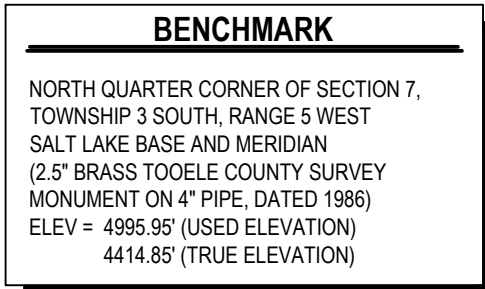 BENCHMARK
NORTH QUARTER CORNER OF SECTION 7,
TOWNSHIP 3 SOUTH, RANGE 5 WEST
SALT LAKE BASE AND MERIDIAN
(2.5" BRASS TOOELE COUNTY SURVEY
MONUMENT ON 4" PIPE, DATED 1986)
ELEV = 4995.95' (USED ELEVATION)
4414.85' (TRUE ELEVATION)